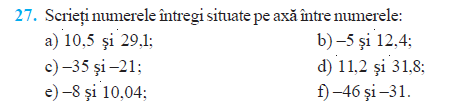 27. Scrieţi numerele întregi situate pe axă între numerele:
a) 10,5 şi 29,1; b) –5 şi 12,4;
c) –35 şi –21; d) 11,2 şi 31,8;
e) –8 şi 10,04; f) –46 şi –31.